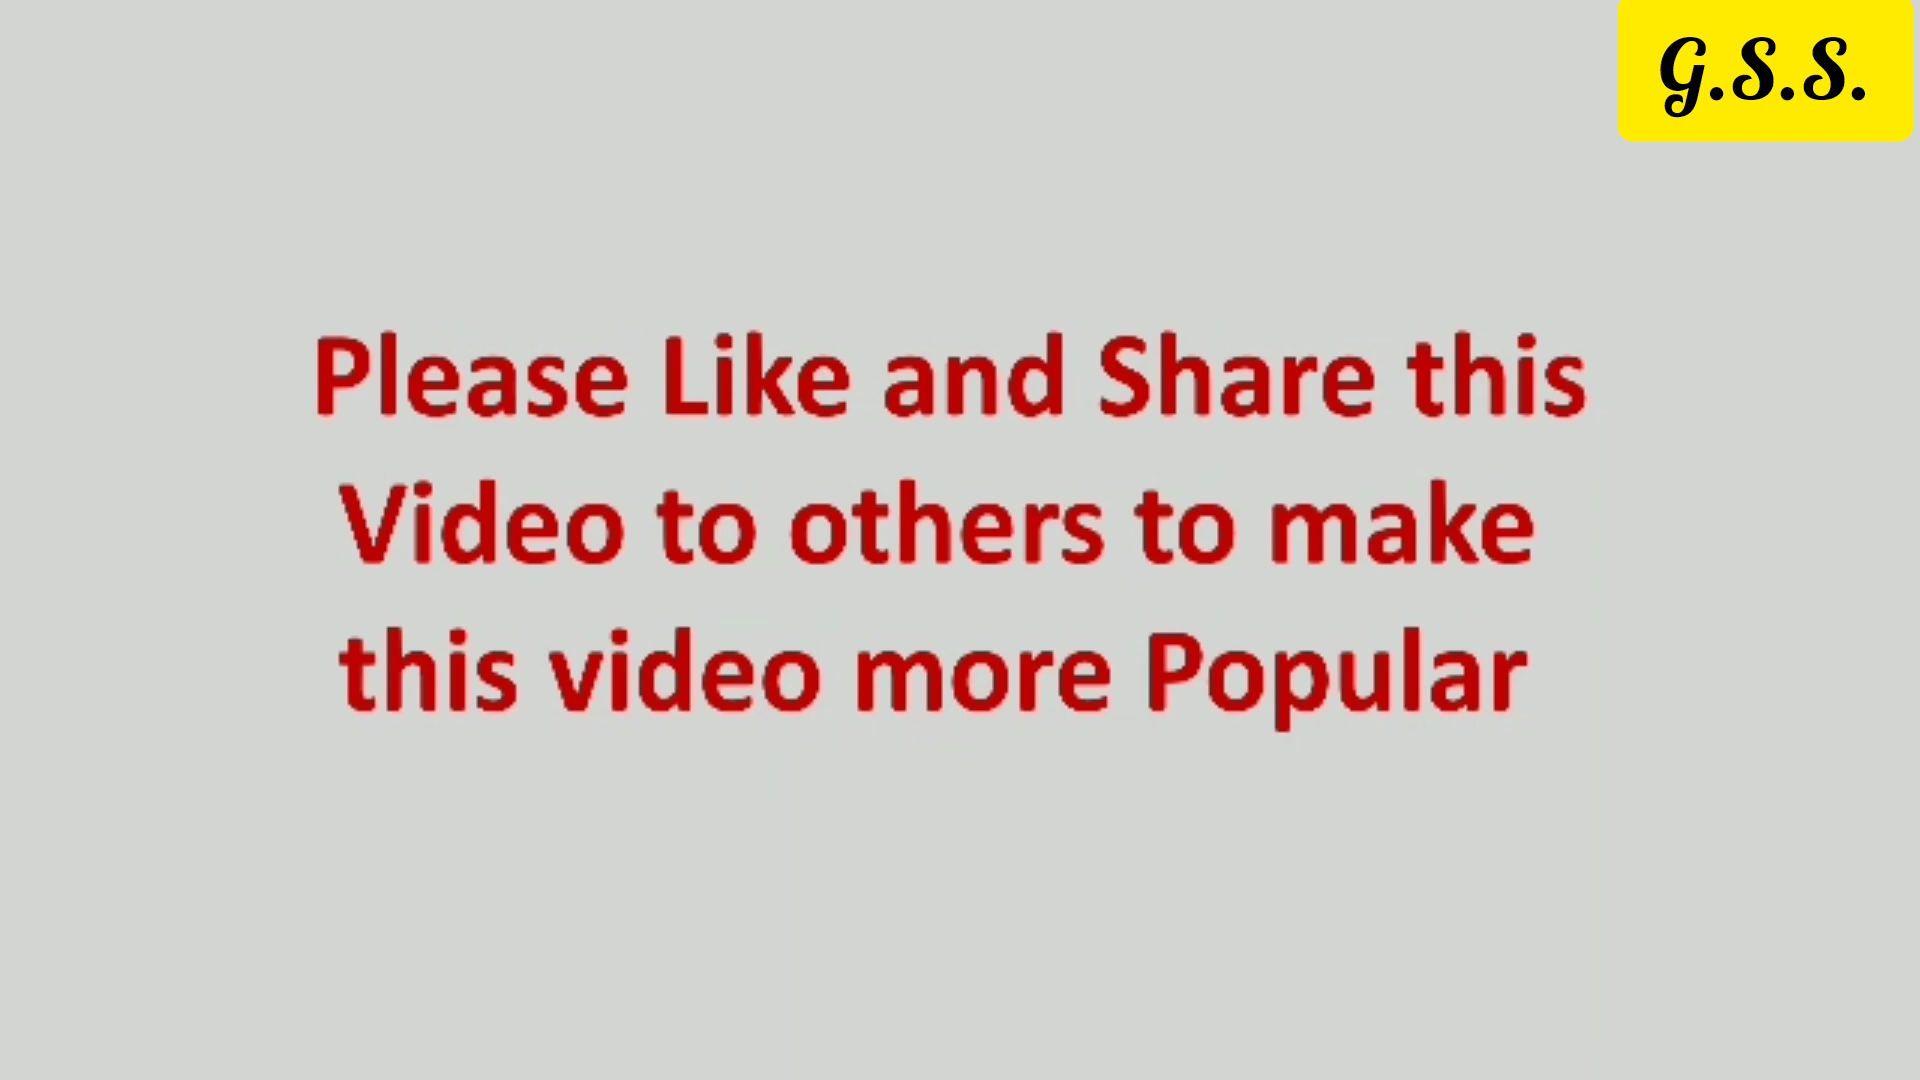 G.S.S.
Please Like and Share this
Video to others to make
this video more Popular